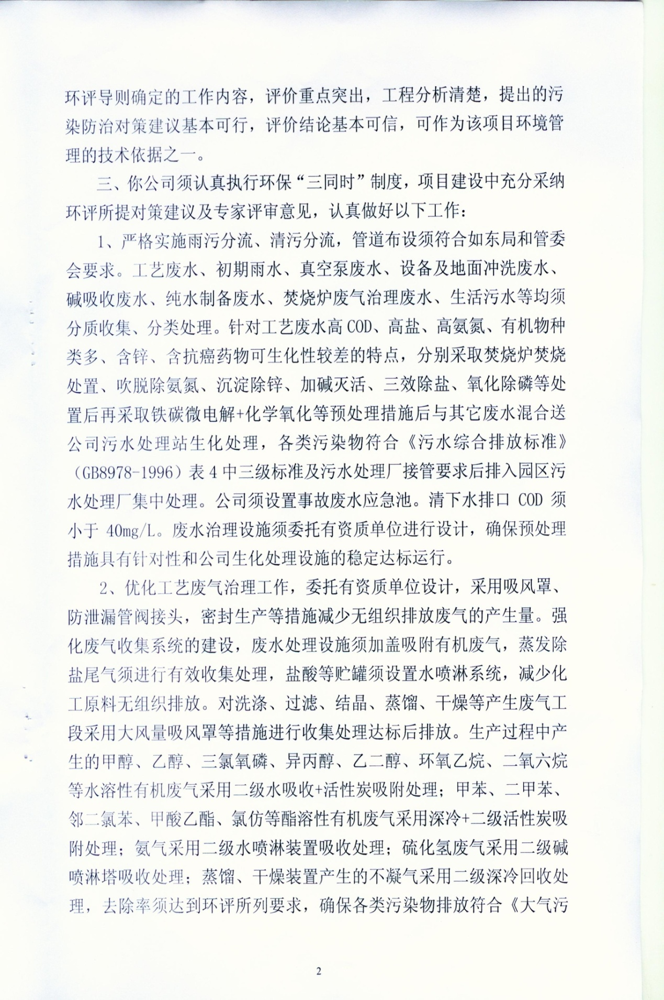 环评导则确定的工作内容，评价重点突出，工程分析清楚，提出的污
染防治对策建议基本可行，评价结论基本可信，可作为该项目环境管
理的技术依据之一。
三、你公司须认真执行环保“三同时”制度，项目建设中充分采纳
环评所提对策建议及专家评审意见，认真做好以下工作：
1、严格实施雨污分流、清污分流，管道布设须符合如东局和管委
会要求。工艺废水、初期雨水、真空泵废水、设备及地面冲洗废水、
碱吸收废水、纯水制备废水、焚烧炉废气治理废水、生活污水等均须
分质收集、分类处理。针对工艺废水高 COD、高盐、高氨氮、有机物种
类多、含锌、含抗癌药物可生化性较差的特点，分别采取焚烧炉焚烧
处置、吹脱除氨氮、沉淀除锌、加碱灭活、三效除盐、氧化除磷等处
置后再采取铁碳微电解+化学氧化等预处理措施后与其它废水混合送
公司污水处理站生化处理，各类污染物符合《污水综合排放标准》
（GB8978-1996）表 4 中三级标准及污水处理厂接管要求后排入园区污
水处理厂集中处理。公司须设置事故废水应急池。清下水排口 COD 须
小于 40mg/L。废水治理设施须委托有资质单位进行设计，确保预处理
措施具有针对性和公司生化处理设施的稳定达标运行。
2、优化工艺废气治理工作，委托有资质单位设计，采用吸风罩、
防泄漏管阀接头，密封生产等措施减少无组织排放废气的产生量。强
化废气收集系统的建设，废水处理设施须加盖吸附有机废气，蒸发除
盐尾气须进行有效收集处理，盐酸等贮罐须设置水喷淋系统，减少化
工原料无组织排放。对洗涤、过滤、结晶、蒸馏、干燥等产生废气工
段采用大风量吸风罩等措施进行收集处理达标后排放。生产过程中产
生的甲醇、乙醇、三氯氧磷、异丙醇、乙二醇、环氧乙烷、二氧六烷
等水溶性有机废气采用二级水吸收+活性炭吸附处理；甲苯、二甲苯、
邻二氯苯、甲酸乙酯、氯仿等酯溶性有机废气采用深冷+二级活性炭吸
附处理；氨气采用二级水喷淋装置吸收处理；硫化氢废气采用二级碱
喷淋塔吸收处理；蒸馏、干燥装置产生的不凝气采用二级深冷回收处
理，去除率须达到环评所列要求，确保各类污染物排放符合《大气污
2